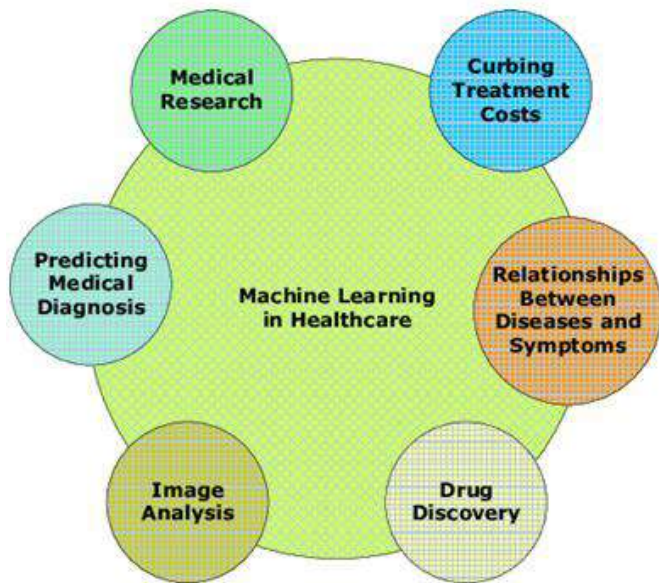 Medical
Research
Curbing
Treatment
Costs
Predicting
Medical
Diagnosis
Machine Learning
in Healthcare
Relationships
Between
Diseases and
Symptoms
Image
Analysis
Drug
Discovery